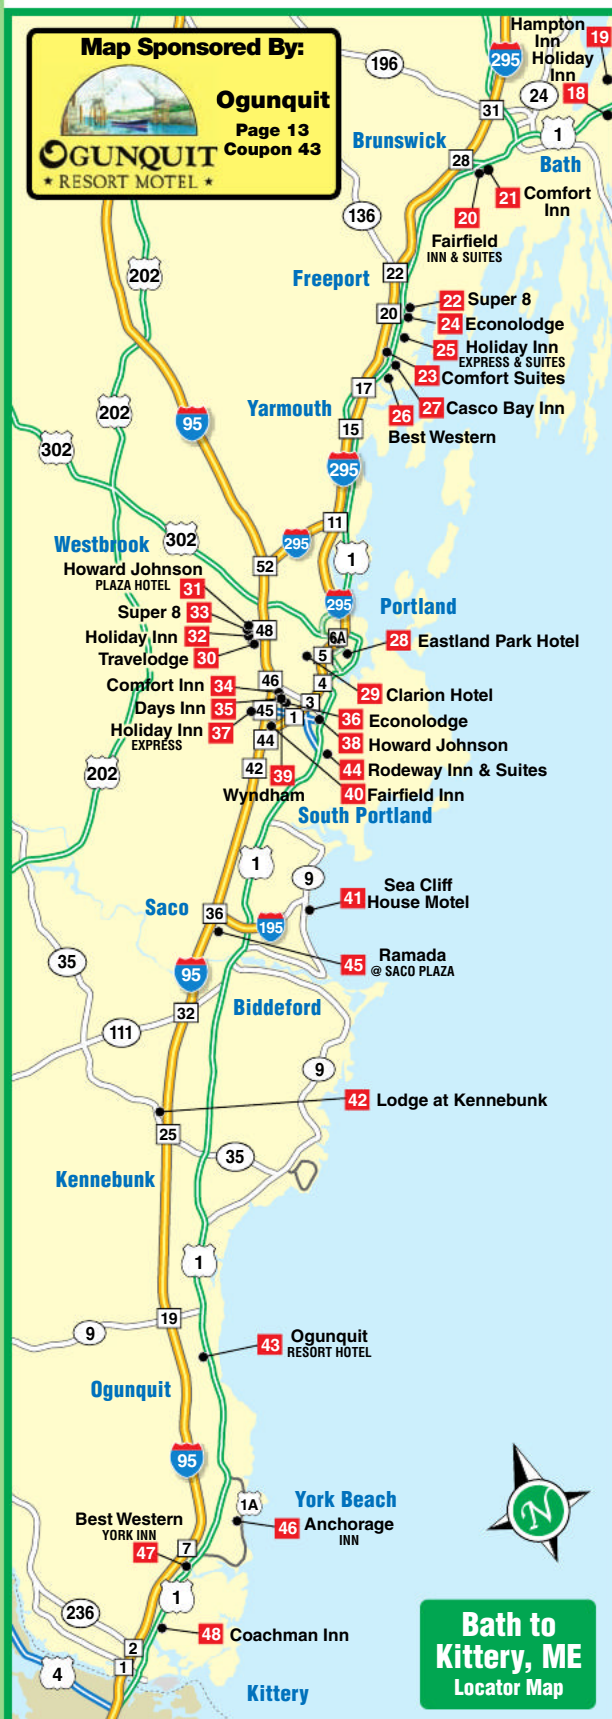 Map Sponsored By:
Ogunquit
Page 13
Coupon 43
OGUNQUIT
★ RESORT MOTEL ★
Hampton
Inn
19
Holiday
Inn
18
295
196
24
31
1
Brunswick
28
Bath
21 Comfort
Inn
20
Fairfield
INN & SUITES
136
202
22
Freeport
20
22 Super 8
24 Econolodge
25 Holiday Inn
EXPRESS & SUITES
23 Comfort Suites
17
27 Casco Bay Inn
26
Best Western
Yarmouth
15
202
95
302
295
11
302
295
1
Westbrook
52
Howard Johnson
PLAZA HOTEL
31
295
Portland
Super 8 33
48
6A
Holiday Inn 32
28 Eastland Park Hotel
Travelodge 30
5
46
4
Comfort Inn 34
29 Clarion Hotel
Days Inn 35
45
3
1
36 Econolodge
Holiday Inn 37
EXPRESS
44
38 Howard Johnson
42
202
39
Wyndham
44 Rodeway Inn & Suites
40 Fairfield Inn
South Portland
1
9
Sea Cliff
41 House Motel
Saco
36
195
35
95
45 Ramada
@ SACO PLAZA
32
Biddeford
111
9
42 Lodge at Kennebunk
25
35
Kennebunk
1
19
9
43 Ogunquit
RESORT HOTEL
Ogunquit
95
1A
York Beach
Best Western
YORK INN
47
7
46 Anchorage
INN
N
1
236
2
48 Coachman Inn
1
4
Kittery
Bath to
Kittery, ME
Locator Map